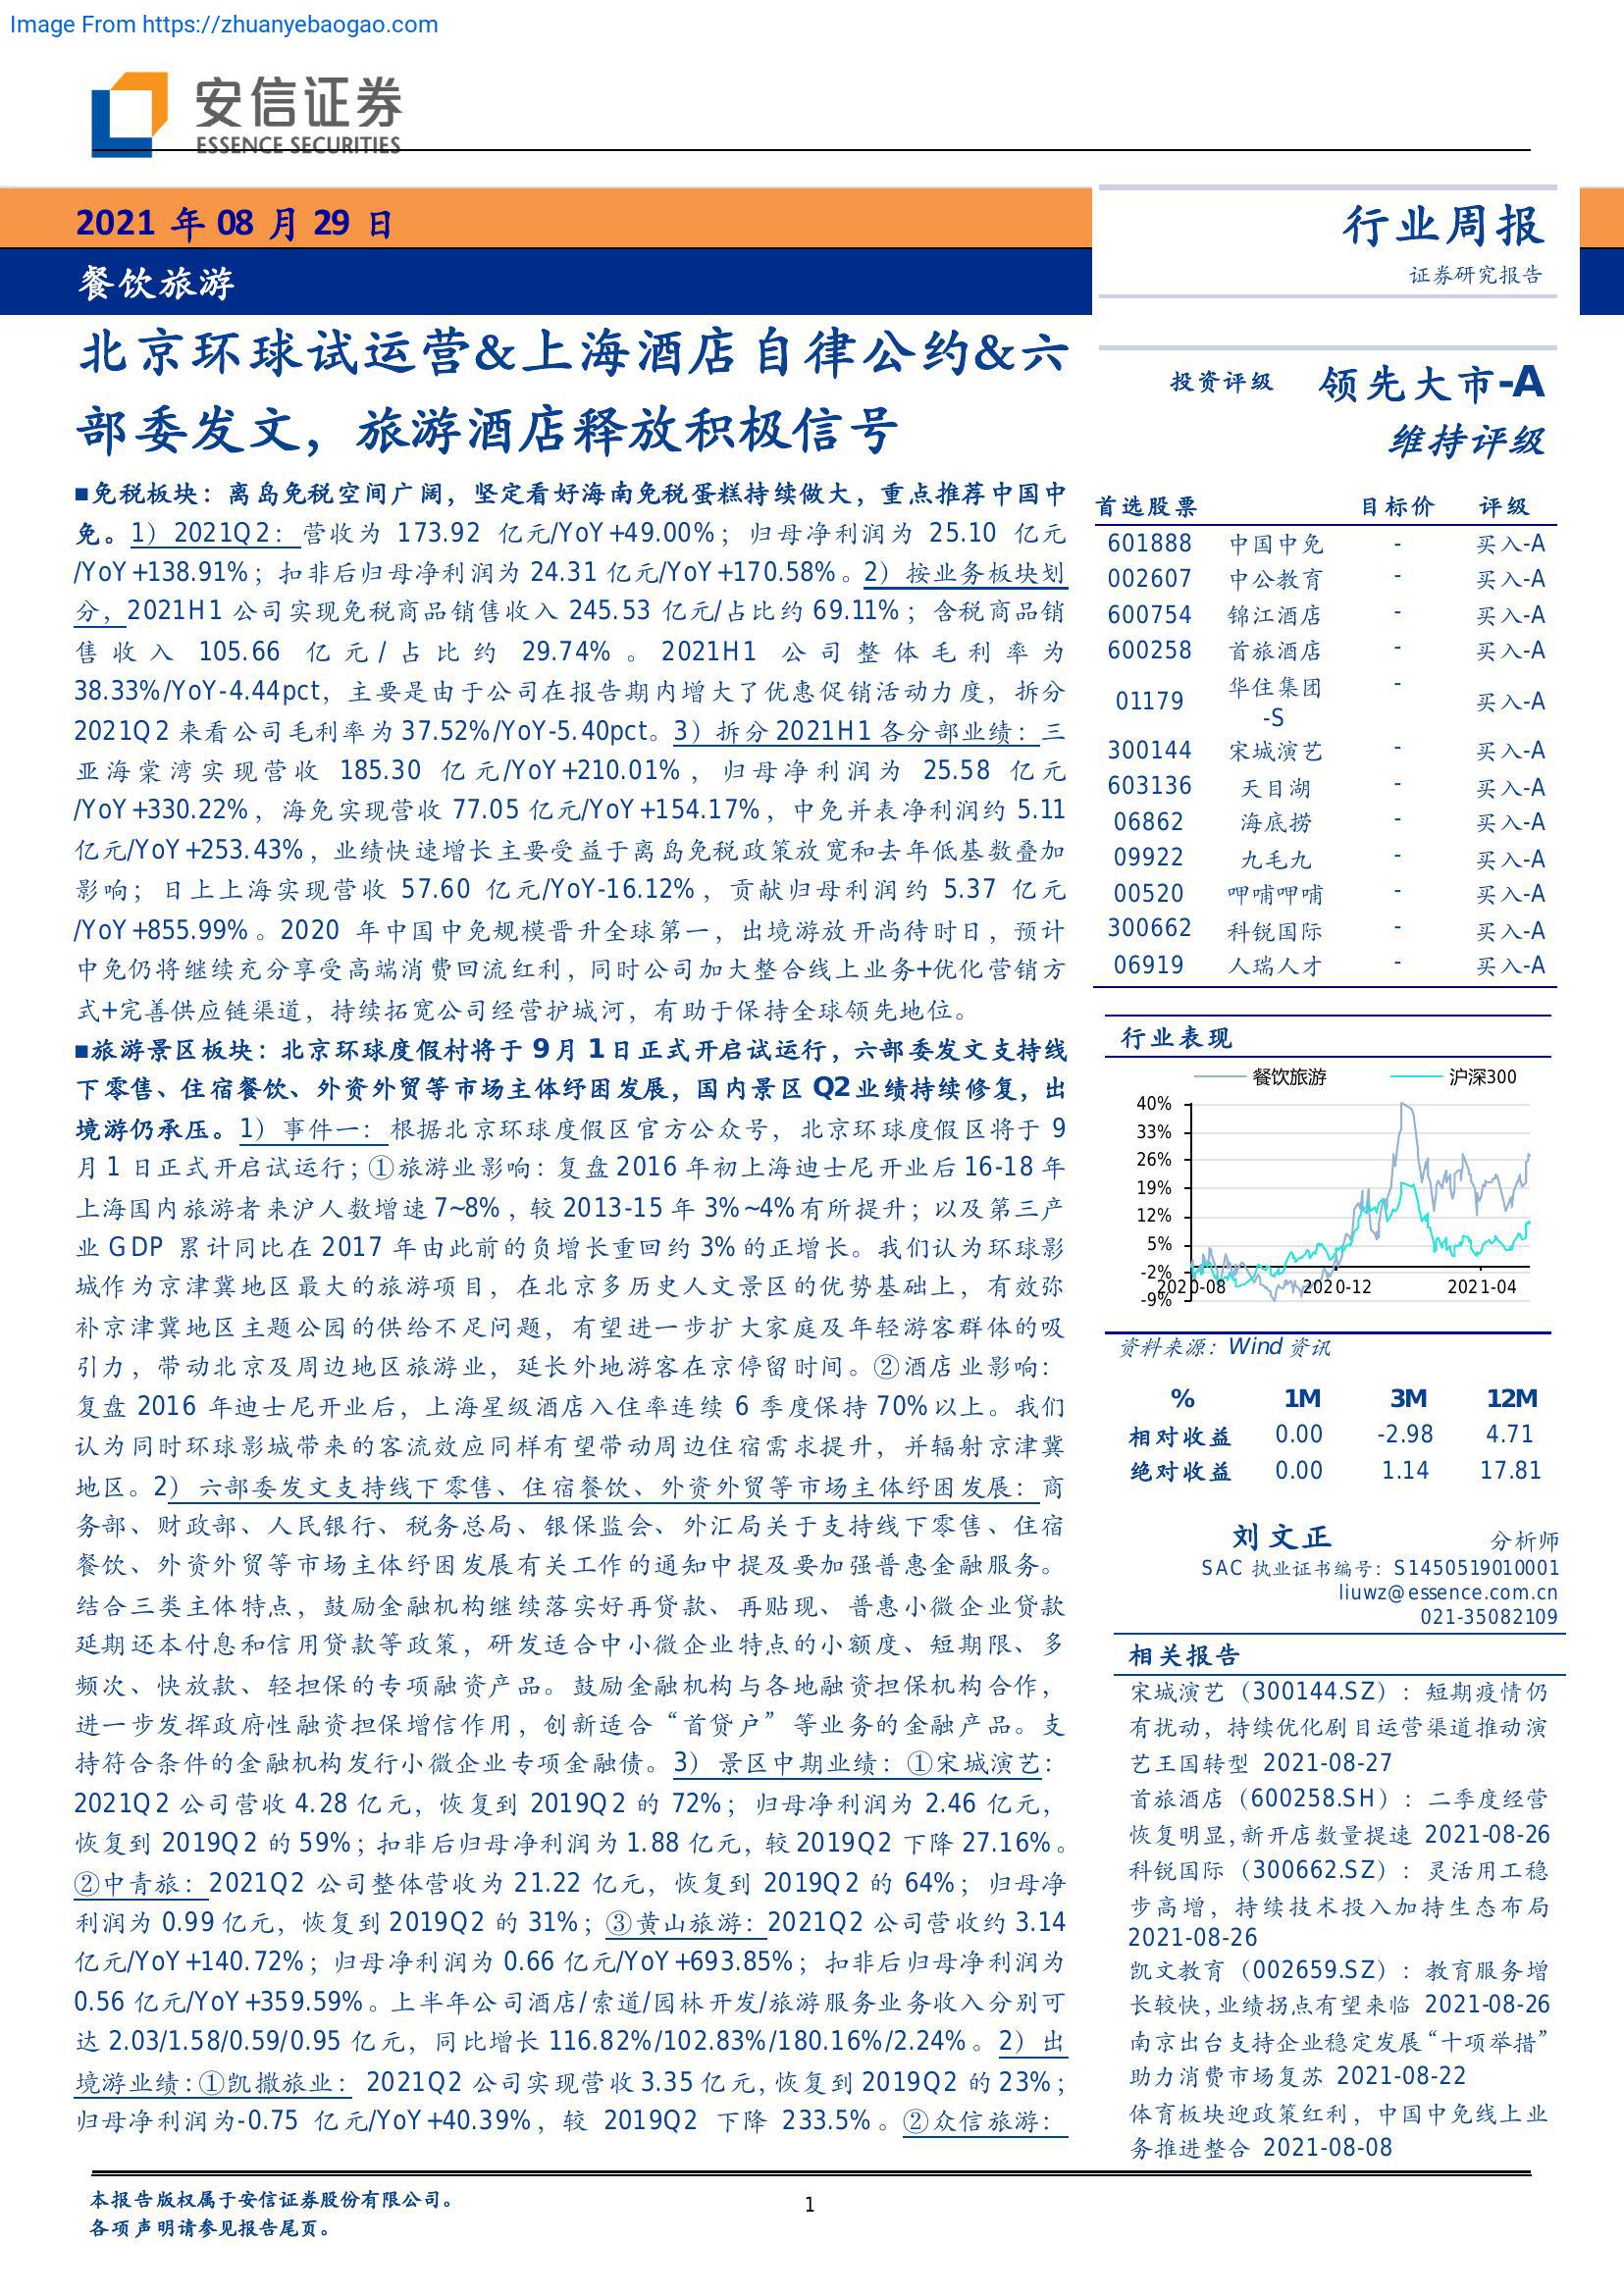 Image From https://zhuanyebaogao.com
安信证券
ESSENCE SECURITIES
2021 年 08 月 29 日
餐饮旅游
北京环球试运营&上海酒店自律公约&六
部委发文，旅游酒店释放积极信号
■免税板块：离岛免税空间广阔，坚定看好海南免税蛋糕持续做大，重点推荐中国中
免。1）2021Q2：营收为 173.92 亿元/YoY+49.00%；归母净利润为 25.10 亿元
/YoY+138.91%；扣非后归母净利润为 24.31 亿元/YoY+170.58%。2）按业务板块划
分，2021H1 公司实现免税商品销售收入 245.53 亿元/占比约 69.11%；含税商品销
售收入 105.66 亿元/占比约 29.74%。2021H1 公司整体毛利率为
38.33%/YoY-4.44pct，主要是由于公司在报告期内增大了优惠促销活动力度，拆分
2021Q2 来看公司毛利率为 37.52%/YoY-5.40pct。3）拆分 2021H1 各分部业绩：三
亚海棠湾实现营收 185.30 亿元/YoY+210.01%，归母净利润为 25.58 亿元
/YoY+330.22%，海免实现营收 77.05 亿元/YoY+154.17%，中免并表净利润约 5.11
亿元/YoY+253.43%，业绩快速增长主要受益于离岛免税政策放宽和去年低基数叠加
影响；日上上海实现营收 57.60 亿元/YoY-16.12%，贡献归母利润约 5.37 亿元
/YoY+855.99%。2020 年中国中免规模晋升全球第一，出境游放开尚待时日，预计
中免仍将继续充分享受高端消费回流红利，同时公司加大整合线上业务+优化营销方
式+完善供应链渠道，持续拓宽公司经营护城河，有助于保持全球领先地位。
■旅游景区板块：北京环球度假村将于 9 月 1 日正式开启试运行，六部委发文支持线
下零售、住宿餐饮、外资外贸等市场主体纾困发展，国内景区 Q2 业绩持续修复，出
境游仍承压。1）事件一：根据北京环球度假区官方公众号，北京环球度假区将于 9
月 1 日正式开启试运行；①旅游业影响：复盘 2016 年初上海迪士尼开业后 16-18 年
上海国内旅游者来沪人数增速 7~8%，较 2013-15 年 3%~4%有所提升；以及第三产
业 GDP 累计同比在 2017 年由此前的负增长重回约 3%的正增长。我们认为环球影
城作为京津冀地区最大的旅游项目，在北京多历史人文景区的优势基础上，有效弥
补京津冀地区主题公园的供给不足问题，有望进一步扩大家庭及年轻游客群体的吸
引力，带动北京及周边地区旅游业，延长外地游客在京停留时间。②酒店业影响：
复盘 2016 年迪士尼开业后，上海星级酒店入住率连续 6 季度保持 70%以上。我们
认为同时环球影城带来的客流效应同样有望带动周边住宿需求提升，并辐射京津冀
地区。2）六部委发文支持线下零售、住宿餐饮、外资外贸等市场主体纾困发展：商
务部、财政部、人民银行、税务总局、银保监会、外汇局关于支持线下零售、住宿
餐饮、外资外贸等市场主体纾困发展有关工作的通知中提及要加强普惠金融服务。
结合三类主体特点，鼓励金融机构继续落实好再贷款、再贴现、普惠小微企业贷款
延期还本付息和信用贷款等政策，研发适合中小微企业特点的小额度、短期限、多
频次、快放款、轻担保的专项融资产品。鼓励金融机构与各地融资担保机构合作，
进一步发挥政府性融资担保增信作用，创新适合“首贷户”等业务的金融产品。支
持符合条件的金融机构发行小微企业专项金融债。3）景区中期业绩：①宋城演艺：
2021Q2 公司营收 4.28 亿元，恢复到 2019Q2 的 72%；归母净利润为 2.46 亿元，
恢复到 2019Q2 的 59%；扣非后归母净利润为 1.88 亿元，较 2019Q2 下降 27.16%。
②中青旅：2021Q2 公司整体营收为 21.22 亿元，恢复到 2019Q2 的 64%；归母净
利润为 0.99 亿元，恢复到 2019Q2 的 31%；③黄山旅游：2021Q2 公司营收约 3.14
亿元/YoY+140.72%；归母净利润为 0.66 亿元/YoY+693.85%；扣非后归母净利润为
0.56 亿元/YoY+359.59%。上半年公司酒店/索道/园林开发/旅游服务业务收入分别可
达 2.03/1.58/0.59/0.95 亿元，同比增长 116.82%/102.83%/180.16%/2.24%。2）出
境游业绩：①凯撒旅业： 2021Q2 公司实现营收 3.35 亿元，恢复到 2019Q2 的 23%；
归母净利润为-0.75 亿元/YoY+40.39%，较 2019Q2 下降 233.5%。②众信旅游：
行业周报
证券研究报告
投资评级 领先大市-A
维持评级
首选股票 目标价 评级
601888 中国中免 - 买入-A
002607 中公教育 - 买入-A
600754 锦江酒店 - 买入-A
600258 首旅酒店 - 买入-A
01179 华住集团-S - 买入-A
300144 宋城演艺 - 买入-A
603136 天目湖 - 买入-A
06862 海底捞 - 买入-A
09922 九毛九 - 买入-A
00520 呷哺呷哺 - 买入-A
300662 科锐国际 - 买入-A
06919 人瑞人才 - 买入-A
行业表现
餐饮旅游 沪深300
40%
33%
26%
19%
12%
5%
-2%
-9%
2020-08 2020-12 2021-04
资料来源：Wind 资讯
% 1M 3M 12M
相对收益 0.00 -2.98 4.71
绝对收益 0.00 1.14 17.81
刘文正 分析师
SAC 执业证书编号：S1450519010001
liuwz@essence.com.cn
021-35082109
相关报告
宋城演艺（300144.SZ）：短期疫情仍
有扰动，持续优化剧目运营渠道推动演
艺王国转型 2021-08-27
首旅酒店（600258.SH）：二季度经营
恢复明显,新开店数量提速 2021-08-26
科锐国际（300662.SZ）：灵活用工稳
步高增，持续技术投入加持生态布局
2021-08-26
凯文教育（002659.SZ）：教育服务增
长较快,业绩拐点有望来临 2021-08-26
南京出台支持企业稳定发展“十项举措”
助力消费市场复苏 2021-08-22
体育板块迎政策红利，中国中免线上业
务推进整合 2021-08-08
本报告版权属于安信证券股份有限公司。
各项声明请参见报告尾页。
1